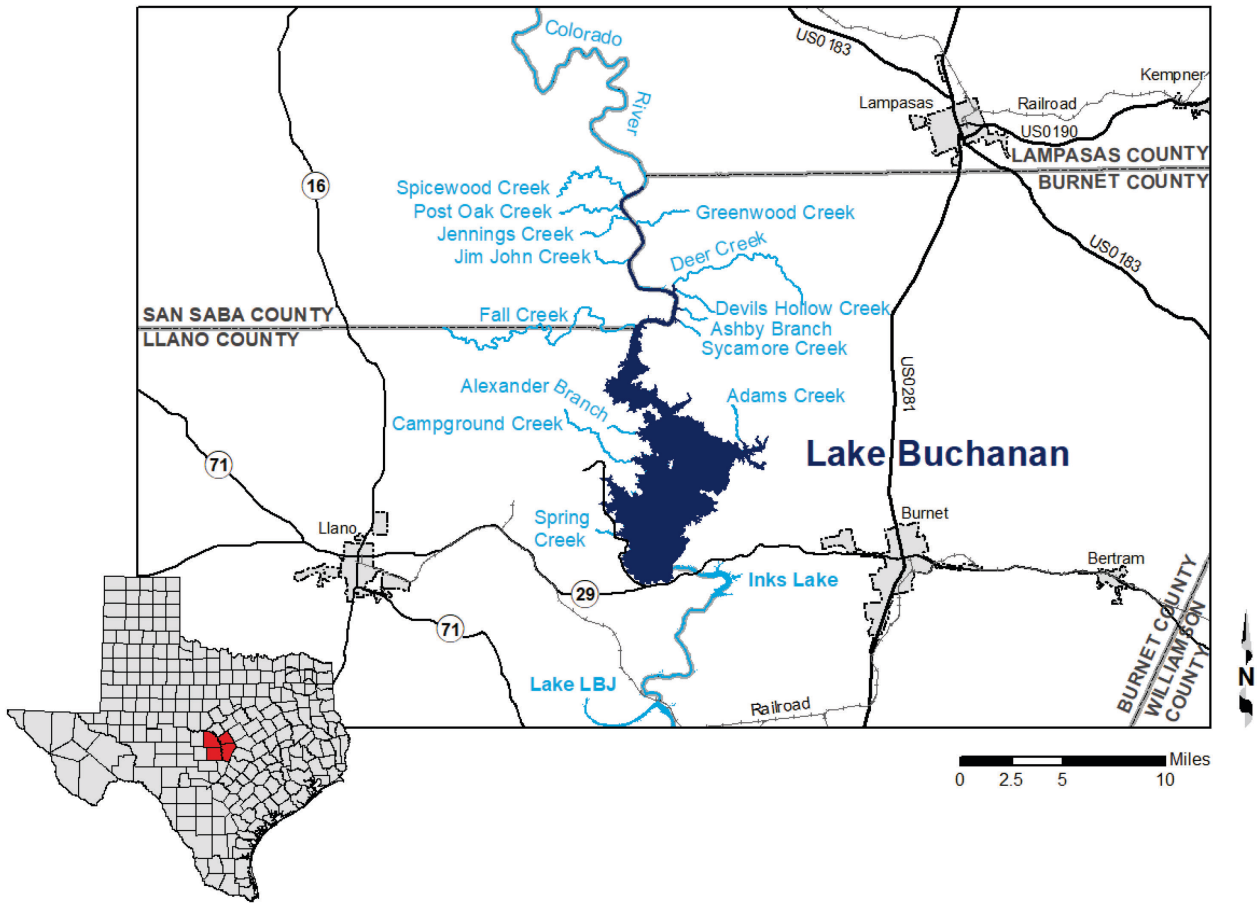 Colorado
River
US0183
Kempner
Lampasas
Railroad
US0190
LAMPASAS COUNTY
BURNET COUNTY
16
Spicewood Creek
Post Oak Creek
Greenwood Creek
Jennings Creek
Jim John Creek
Deer Creek
US0183
SAN SABA COUNTY
LLANO COUNTY
Fall Creek
Devils Hollow Creek
Ashby Branch
Sycamore Creek
US0281
Alexander Branch
Adams Creek
Campground Creek
Lake Buchanan
71
Llano
Spring
Creek
Burnet
Bertram
29
Inks Lake
71
BURNET COUNTY
WILLIAMSON
COUNTY
Lake LBJ
Railroad
N
Miles
0 2.5 5 10